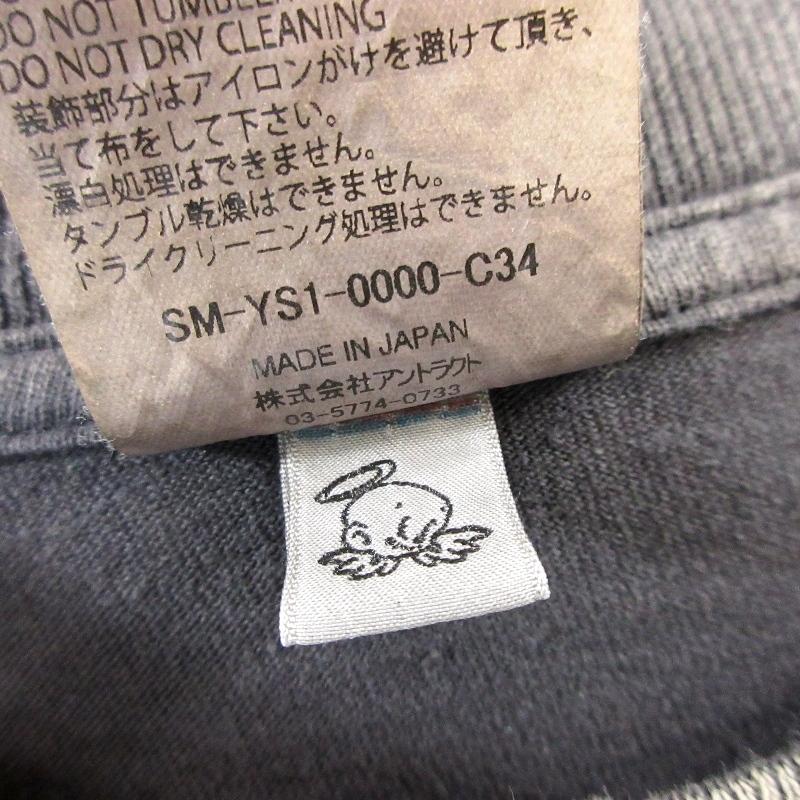 DO NOT TUMBLE
DO NOT DRY CLEANING
装飾部分はアイロンがけを避けて頂き、
当て布をして下さい。
漂白処理はできません。
タンブル乾燥はできません。
ドライクリーニング処理はできません。
SM-YS1-0000-C34
MADE IN JAPAN
株式会社アントラクト
03-5774-0733